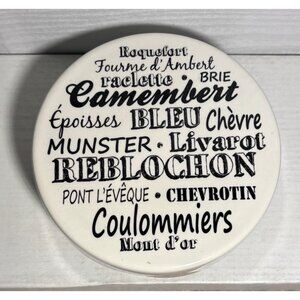 Roquefort
Fourme d'Ambert
raclette BRIE
Camembert
Époisses BLEU Chèvre
MUNSTER • Livarot
REBLOCHON
PONT L'ÉVÊQUE • CHEVROTIN
Coulommiers
Mont d'or